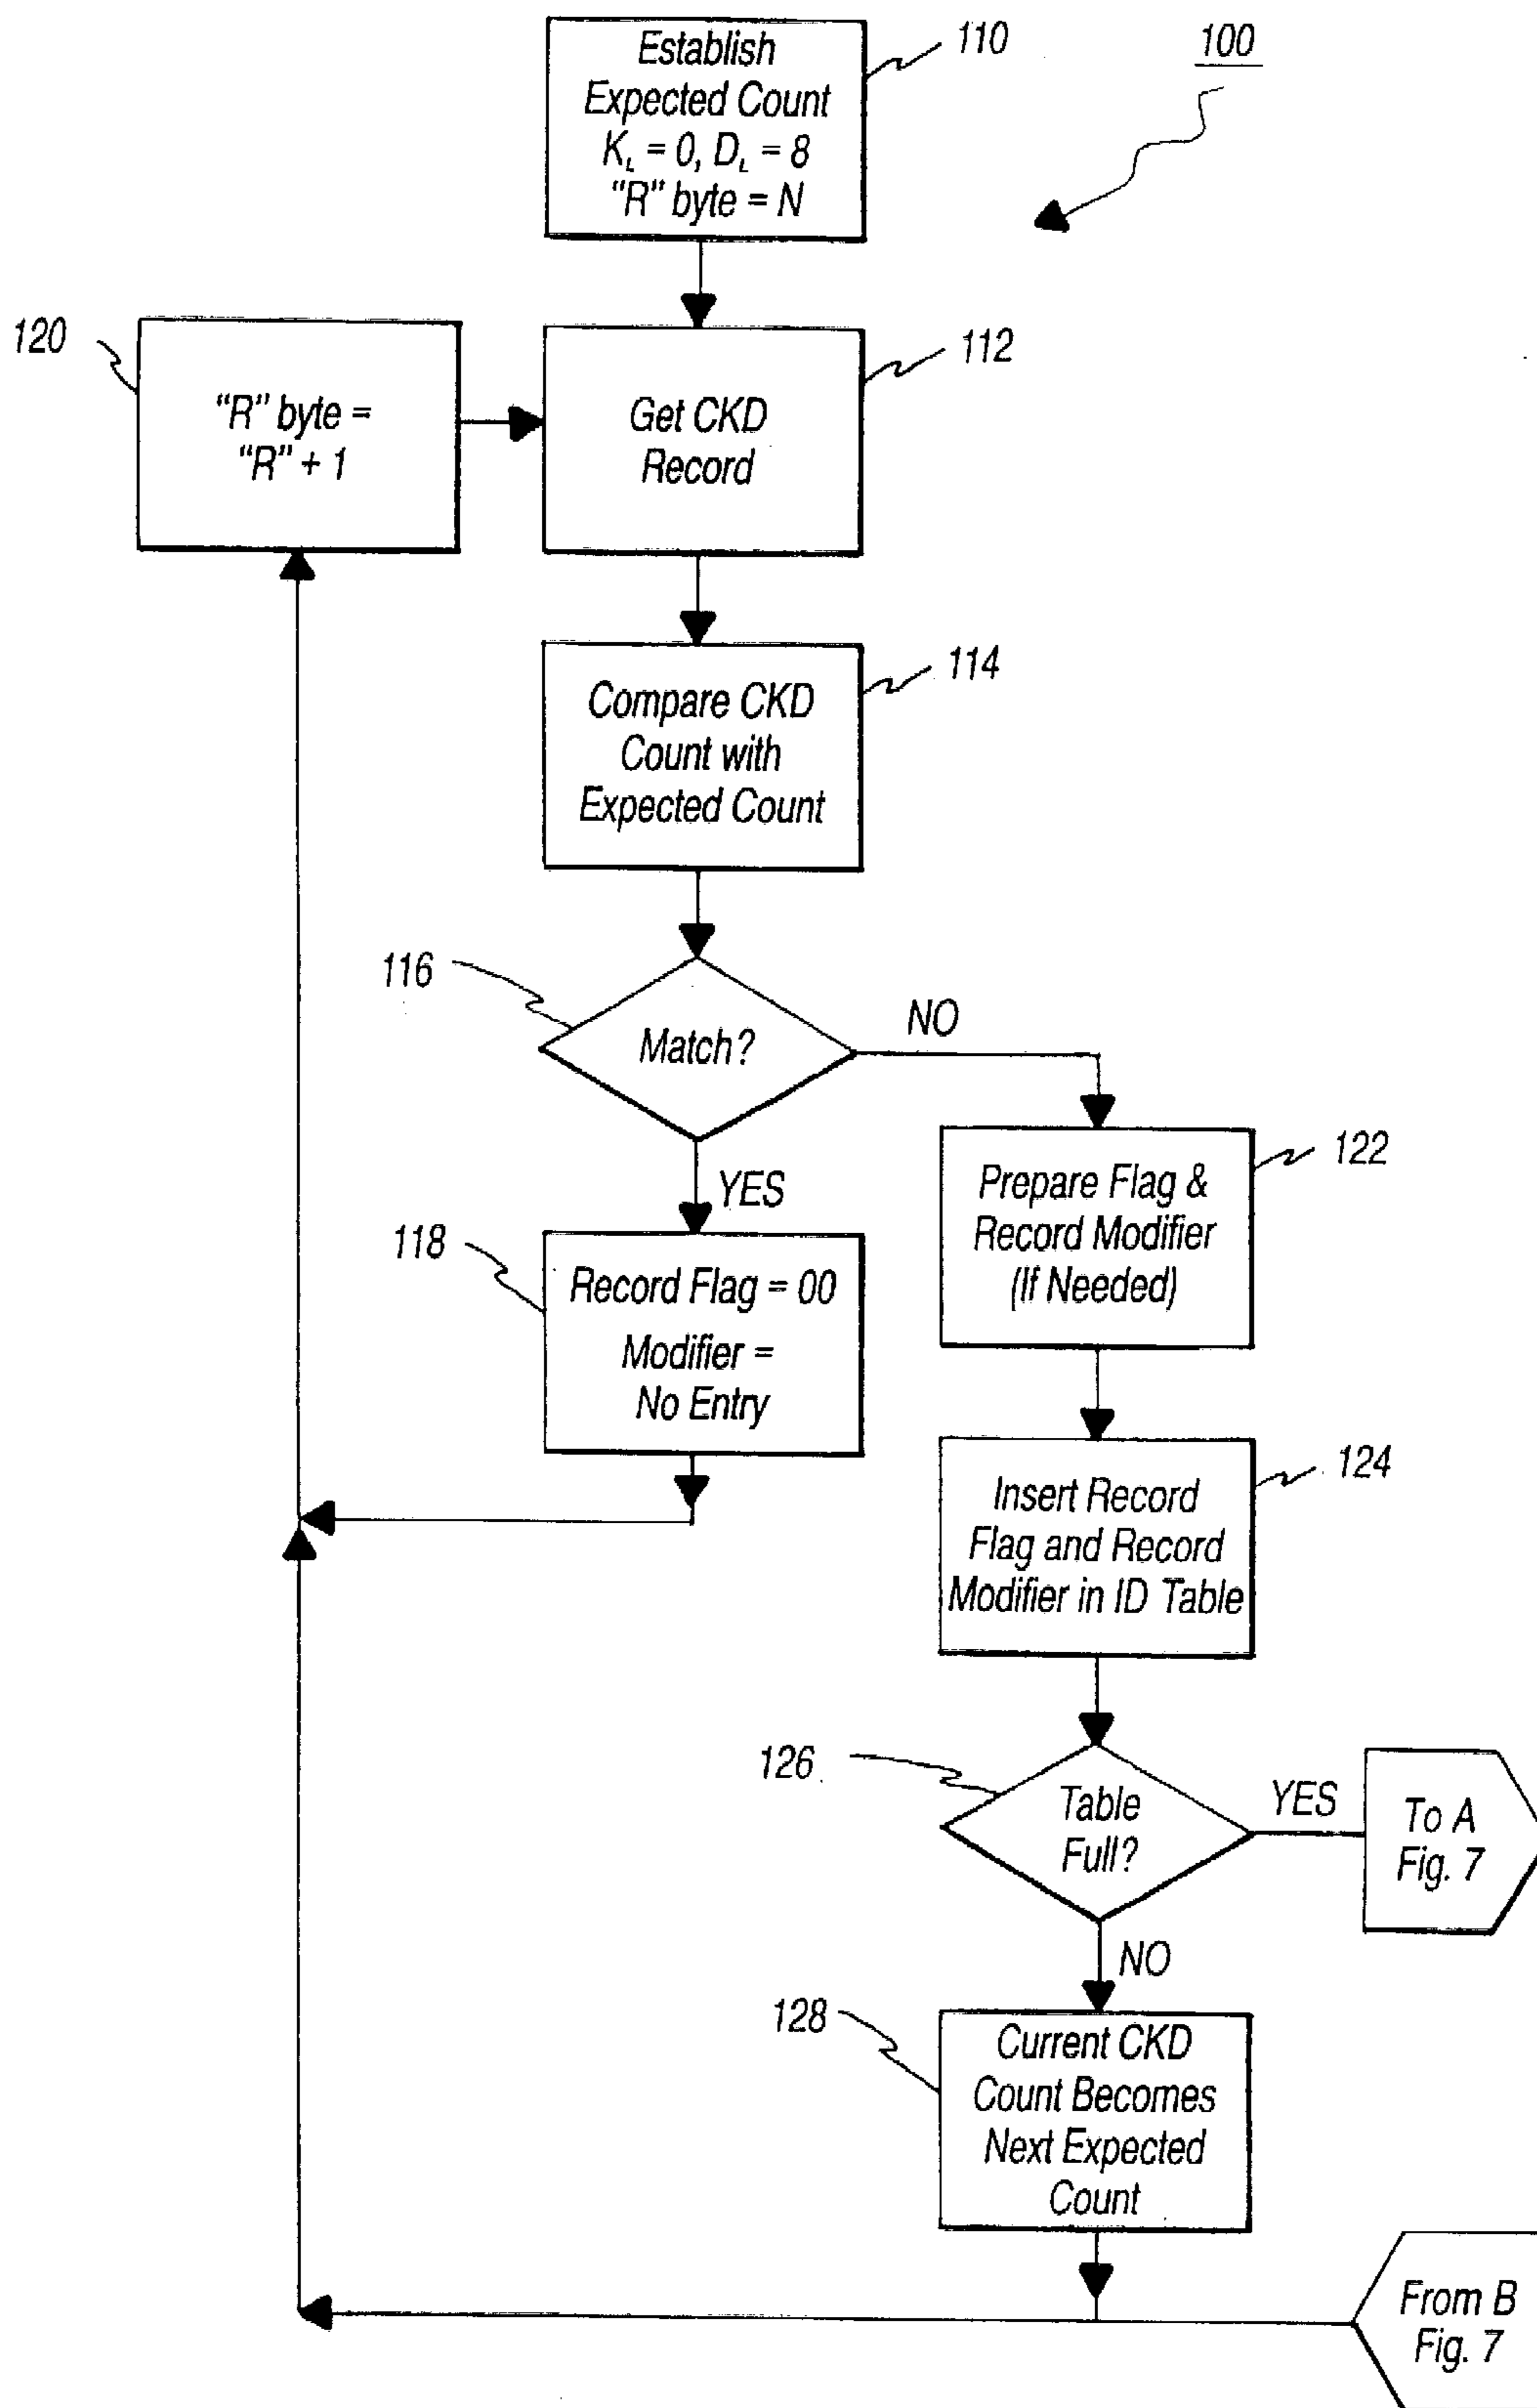 Establish
Expected Count
K_L = 0, D_L = 8
"R" byte = N
110
100
120
"R" byte =
"R" + 1
Get CKD
Record
112
Compare CKD
Count with
Expected Count
114
116
Match?
NO
YES
118
Record Flag = 00
Modifier =
No Entry
Prepare Flag &
Record Modifier
(If Needed)
122
Insert Record
Flag and Record
Modifier in ID Table
124
126
Table
Full?
YES
To A
Fig. 7
NO
128
Current CKD
Count Becomes
Next Expected
Count
From B
Fig. 7